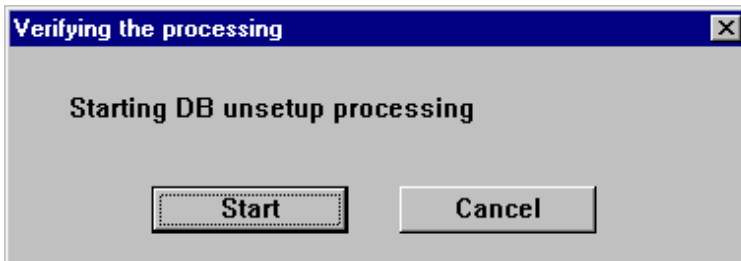 Verifying the processing
Starting DB unsetup processing
Start Cancel